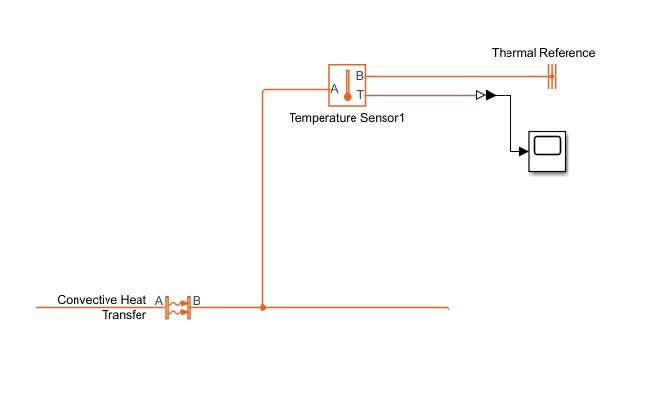 Thermal Reference
B
A
T
Temperature Sensor1
Convective Heat A B
Transfer